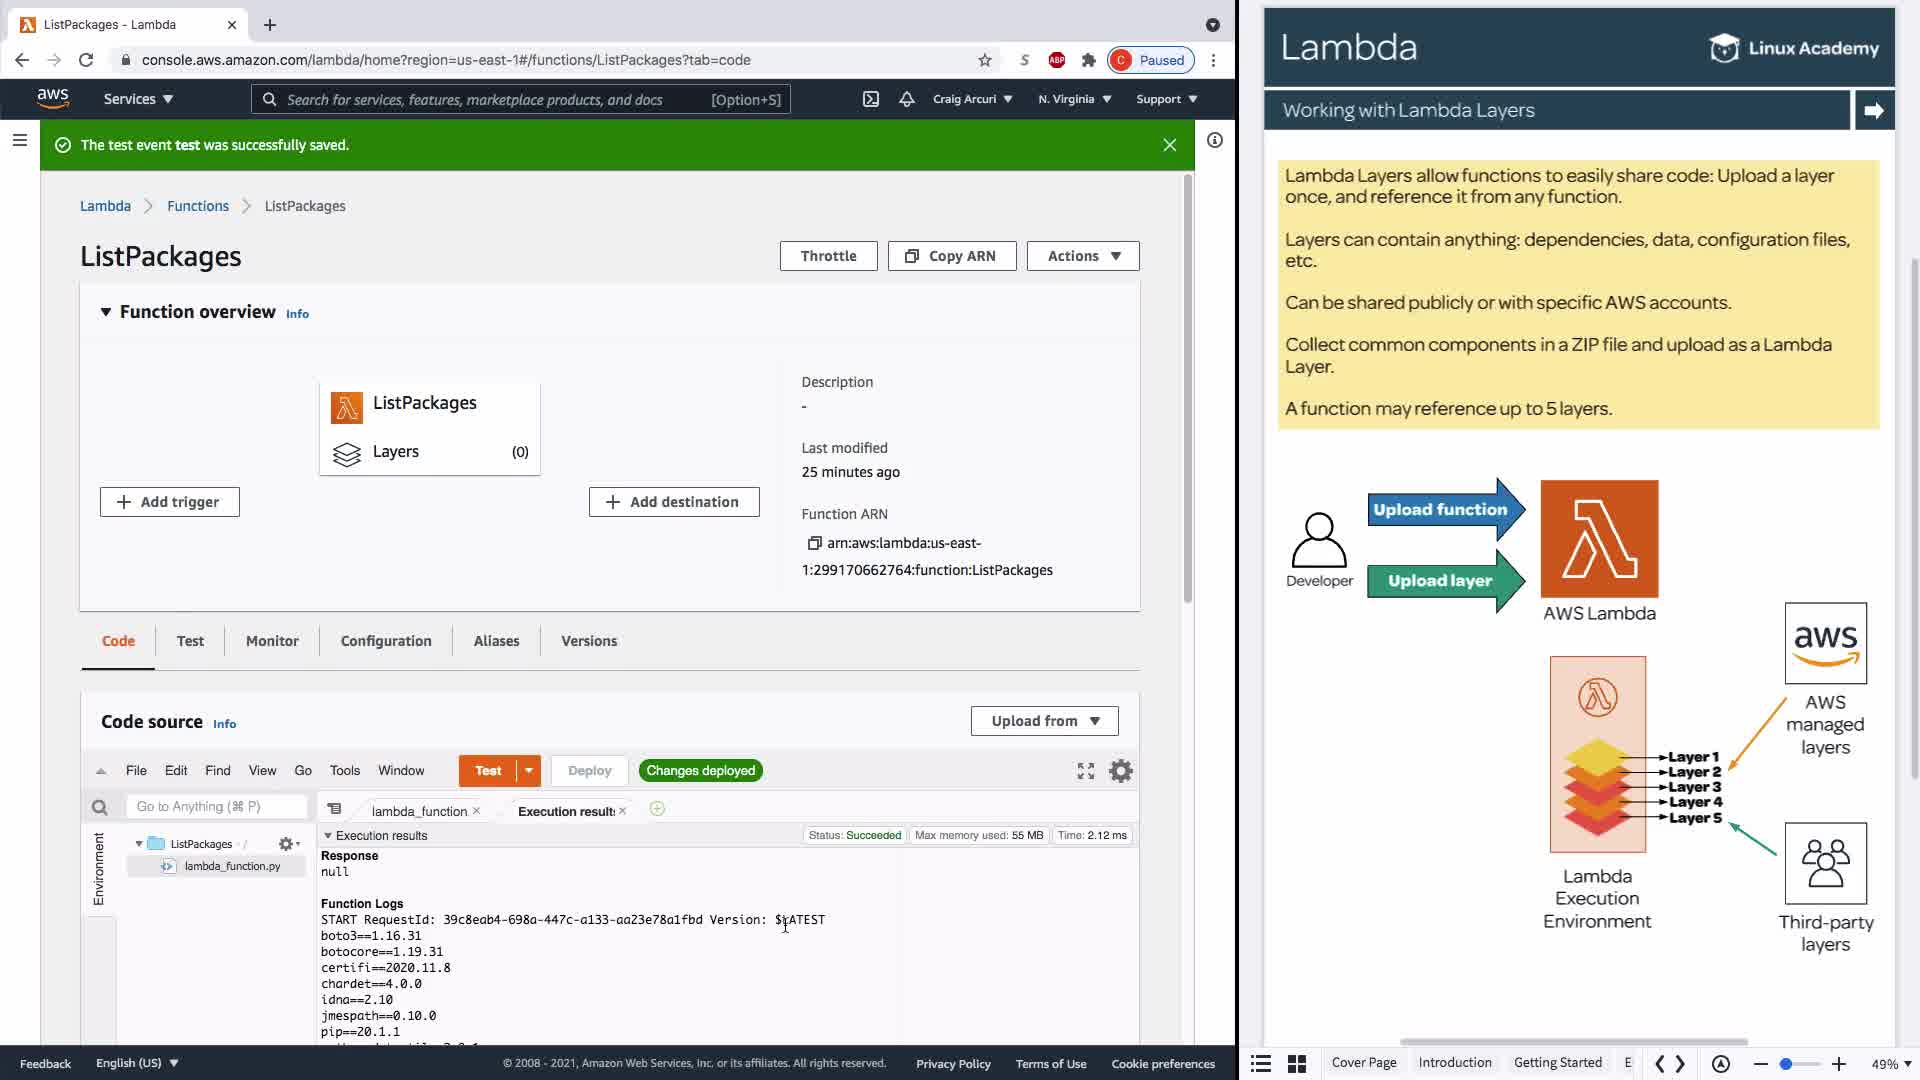 ListPackages - Lambda
console.aws.amazon.com/lambda/home?region=us-east-1#/functions/ListPackages?tab=code
S
ABP
C Paused
aws
Services
Search for services, features, marketplace products, and docs
[Option+S]
Craig Arcuri
N. Virginia
Support
The test event test was successfully saved.
Lambda
Functions
ListPackages
ListPackages
Throttle
Copy ARN
Actions
Function overview Info
ListPackages
Layers (0)
Add trigger
Add destination
Description
-
Last modified
25 minutes ago
Function ARN
arn:aws:lambda:us-east-
1:299170662764:function:ListPackages
Code
Test
Monitor
Configuration
Aliases
Versions
Code source Info
Upload from
File Edit Find View Go Tools Window
Test
Deploy
Changes deployed
Go to Anything (⌘ P)
lambda_function
Execution result
Environment
ListPackages - /
lambda_function.py
Execution results
Status: Succeeded
Max memory used: 55 MB
Time: 2.12 ms
Response
null
Function Logs
START RequestId: 39c8eab4-698a-447c-a133-aa23e78a1fbd Version: $LATEST
boto3==1.16.31
botocore==1.19.31
certifi==2020.11.8
chardet==4.0.0
idna==2.10
jmespath==0.10.0
pip==20.1.1
Feedback
English (US)
© 2008 - 2021, Amazon Web Services, Inc. or its affiliates. All rights reserved.
Privacy Policy
Terms of Use
Cookie preferences
Lambda
Linux Academy
Working with Lambda Layers
Lambda Layers allow functions to easily share code: Upload a layer
once, and reference it from any function.
Layers can contain anything: dependencies, data, configuration files,
etc.
Can be shared publicly or with specific AWS accounts.
Collect common components in a ZIP file and upload as a Lambda
Layer.
A function may reference up to 5 layers.
Upload function
Upload layer
Developer
AWS Lambda
aws
AWS
managed
layers
Layer 1
Layer 2
Layer 3
Layer 4
Layer 5
Lambda
Execution
Environment
Third-party
layers
Cover Page
Introduction
Getting Started
E
49%